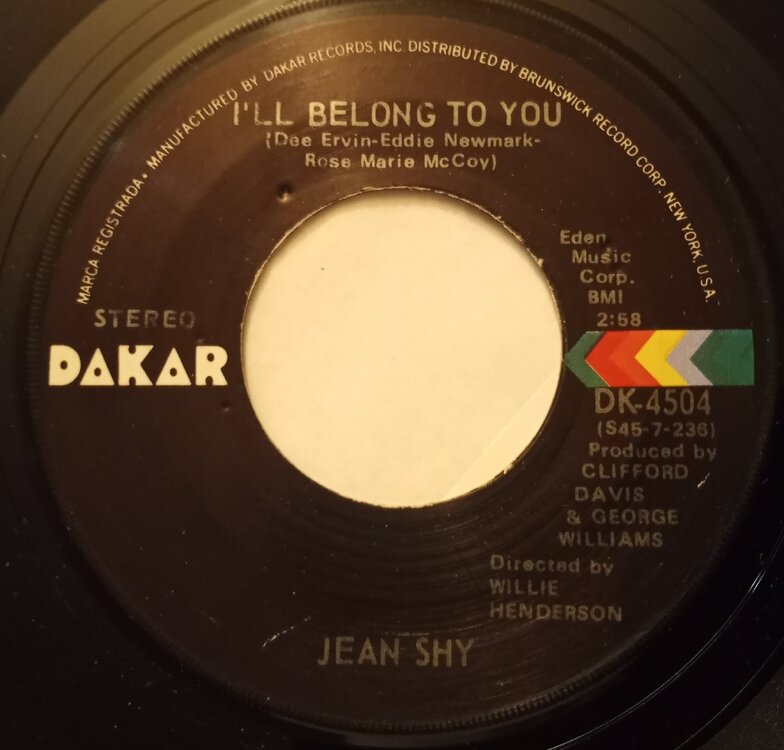 MARCA REGISTRADA • MANUFACTURED BY DAKAR RECORDS, INC DISTRIBUTED BY BRUNSWICK RECORD CORP. NEW YORK, U.S.A.
I'LL BELONG TO YOU
(Dee Ervin-Eddie Newmark-
Rose Marie McCoy)
Eden
Music
Corp.
BMI
2:58
STEREO
DAKAR
DK-4504
(S45-7-236)
Produced by
CLIFFORD
DAVIS
& GEORGE
WILLIAMS
Directed by
WILLIE
HENDERSON
JEAN SHY